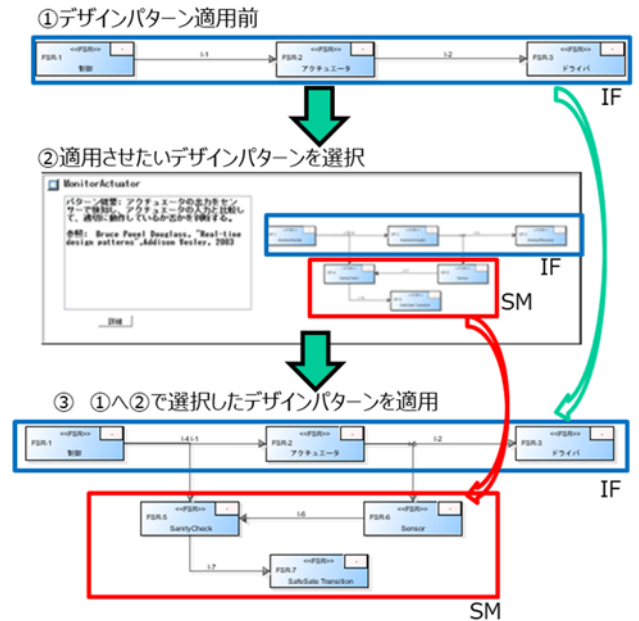 ①デザインパターン適用前
<<FSR>>
FSR-1
制御
I-1
<<FSR>>
FSR-2
アクチュエータ
I-2
<<FSR>>
FSR-3
ドライバ
IF
②適用させたいデザインパターンを選択
MonitorActuator
パターン概要: アクチュエータの出力をセン
サーで検知し、アクチュエータの入力と比較し
て、適切に動作しているか否かを判断する。
参照: Bruce Powel Douglass, "Real-time
design patterns",Addison Wesley, 2003
詳細
IF
SM
③ ①へ②で選択したデザインパターンを適用
<<FSR>>
FSR-1
制御
I-4 I-1
<<FSR>>
FSR-2
アクチュエータ
I-5
I-2
<<FSR>>
FSR-3
ドライバ
IF
<<FSR>>
FSR-5
SanityCheck
I-6
<<FSR>>
FSR-6
Sensor
I-7
<<FSR>>
FSR-7
SafeSate Transition
SM